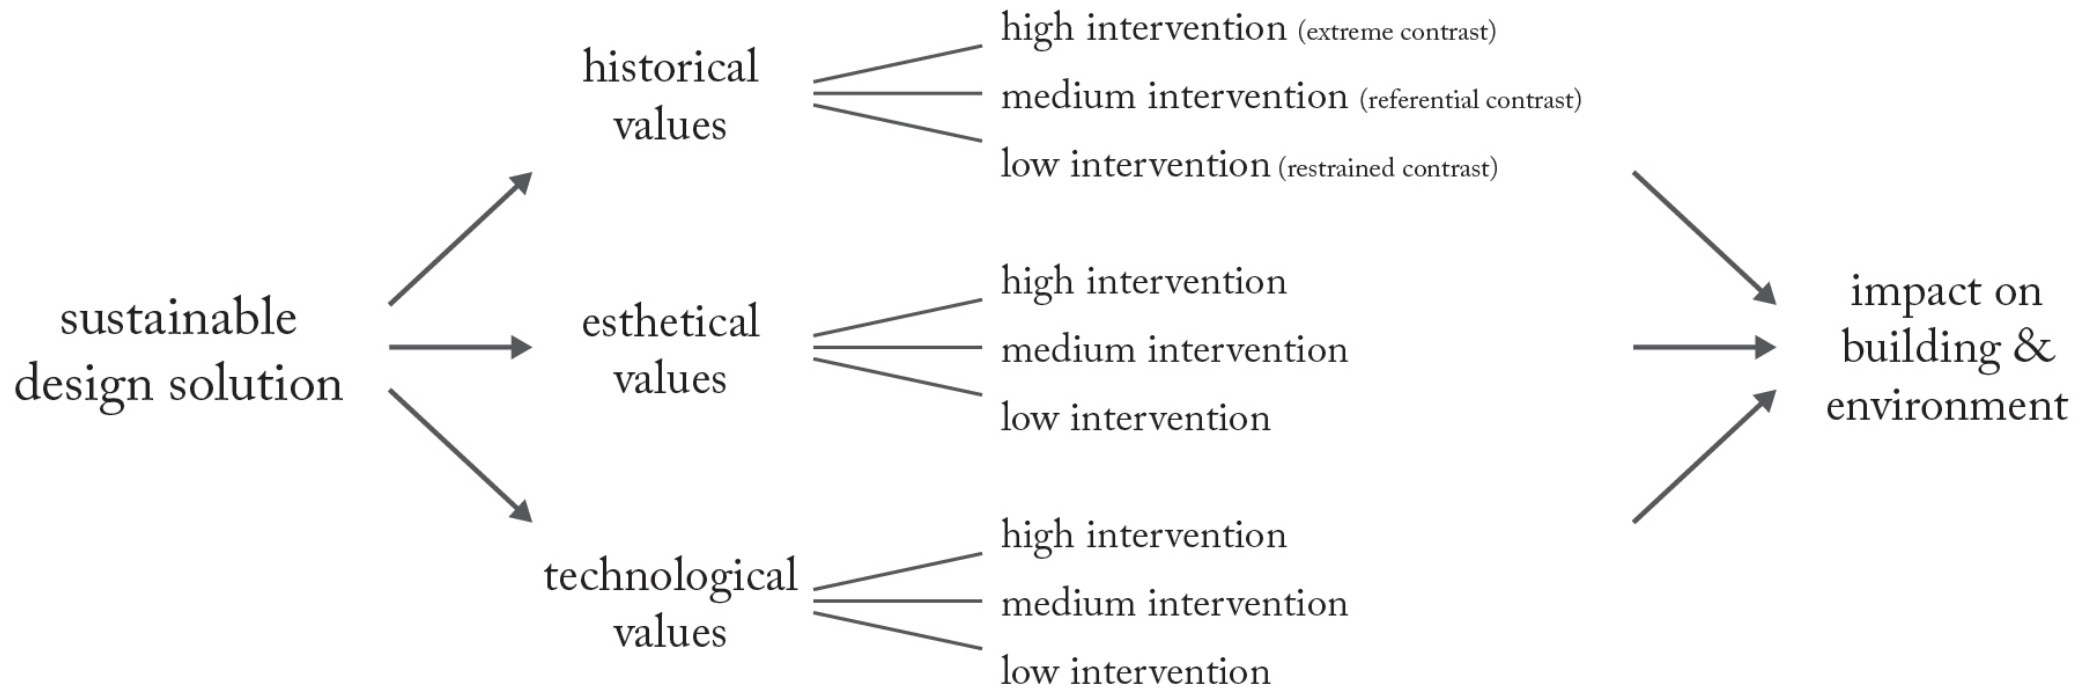 sustainable
design solution
historical
values
high intervention (extreme contrast)
medium intervention (referential contrast)
low intervention (restrained contrast)
esthetical
values
high intervention
medium intervention
low intervention
technological
values
high intervention
medium intervention
low intervention
impact on
building &
environment